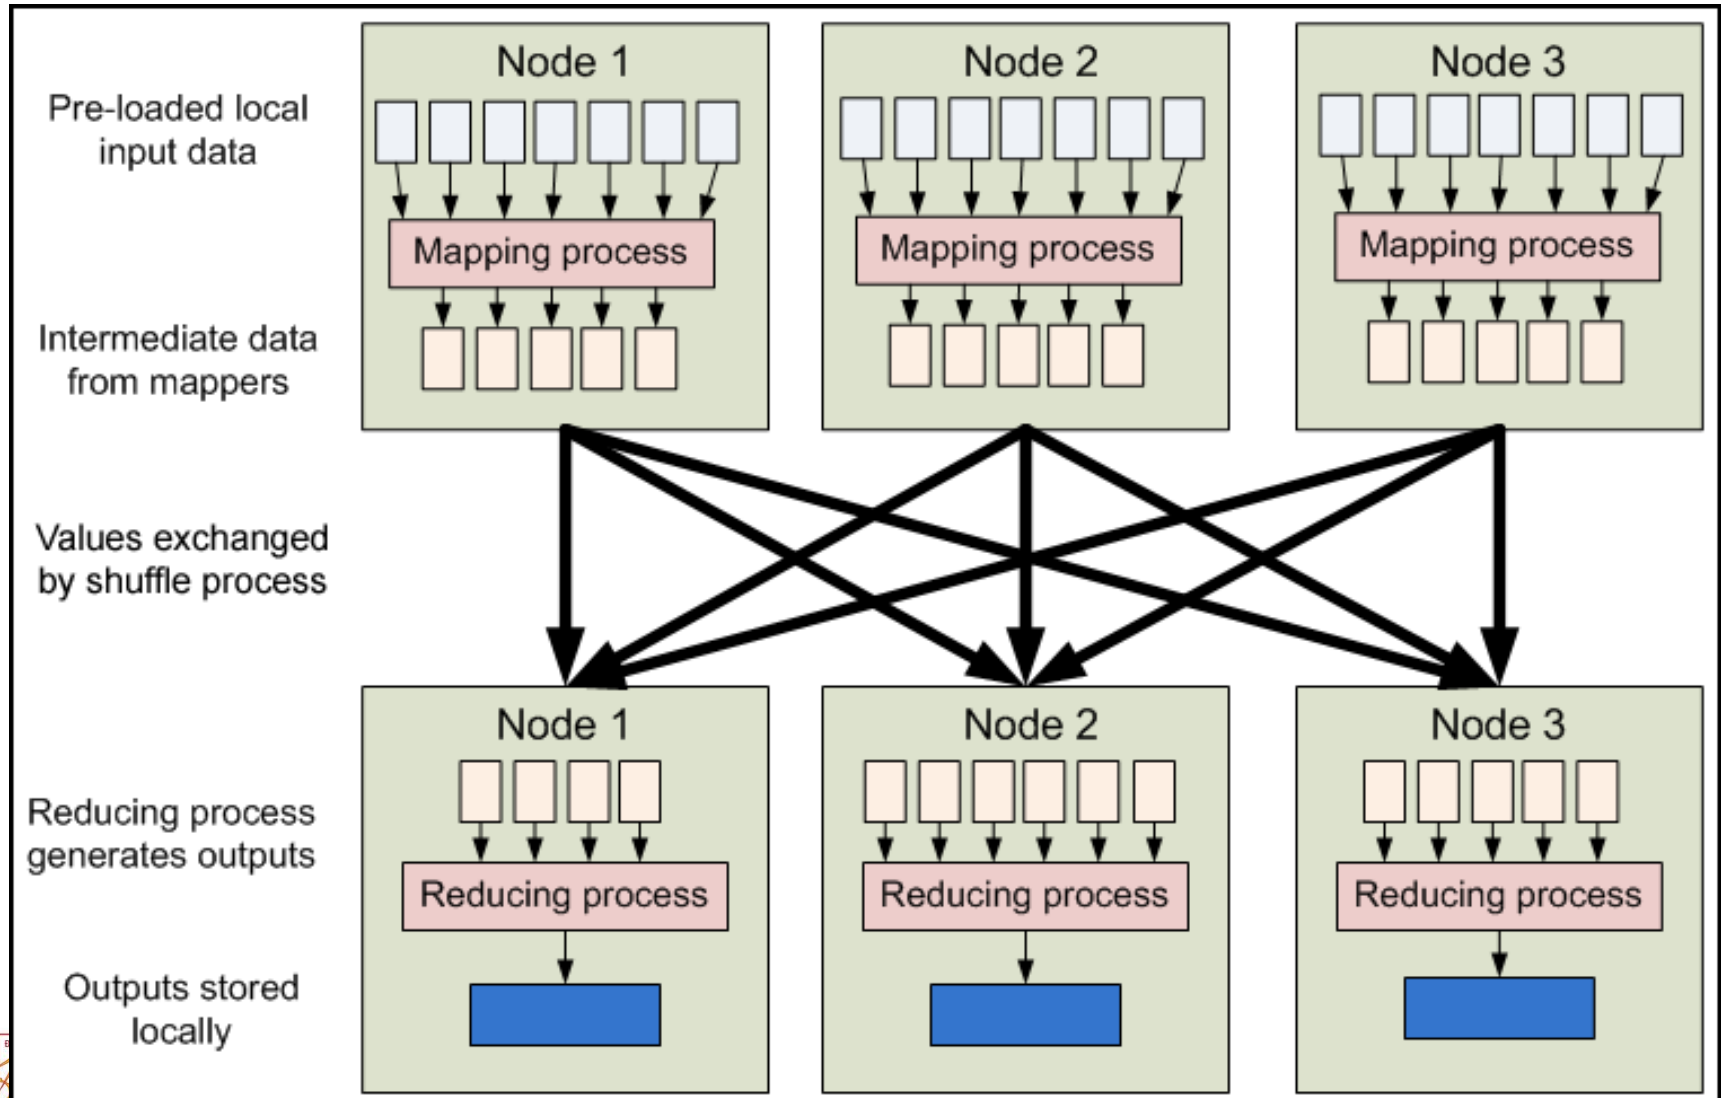 Node 1
Node 2
Node 3
Pre-loaded local
input data
Mapping process
Mapping process
Mapping process
Intermediate data
from mappers
Values exchanged
by shuffle process
Node 1
Node 2
Node 3
Reducing process
generates outputs
Reducing process
Reducing process
Reducing process
Outputs stored
locally